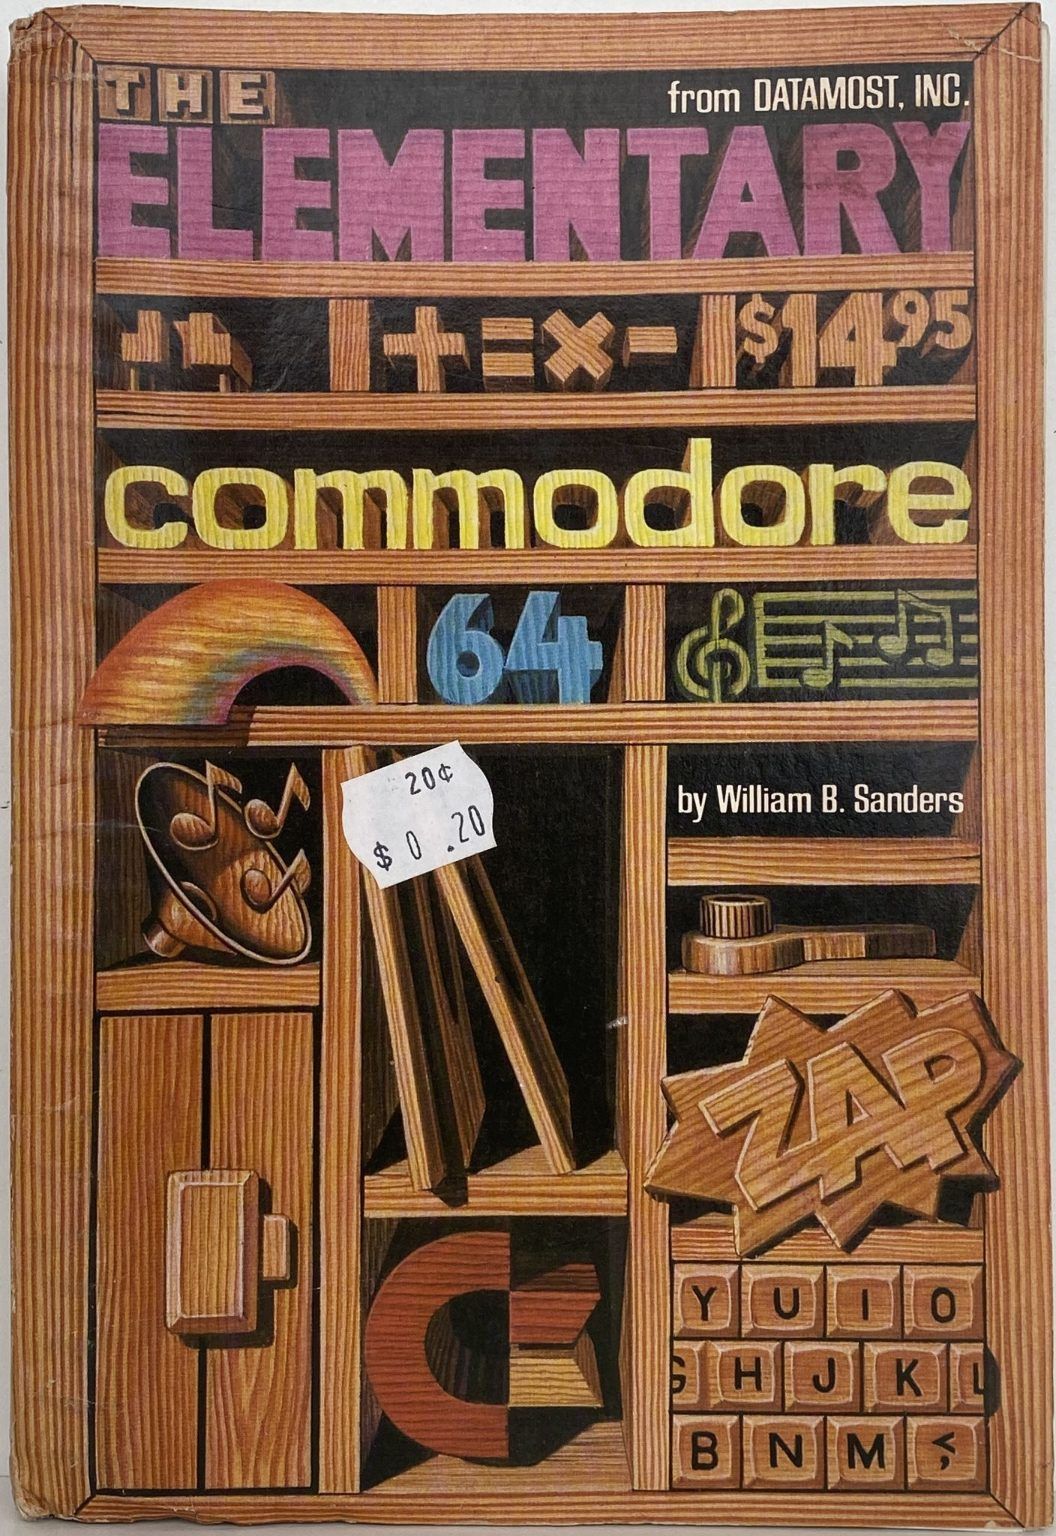 THE
from DATAMOST, INC.
ELEMENTARY
+ = × - $14.95
commodore
64
20¢
$ 0 .20
by William B. Sanders
ZAP
Y U I O
G H J K L
B N M < ,